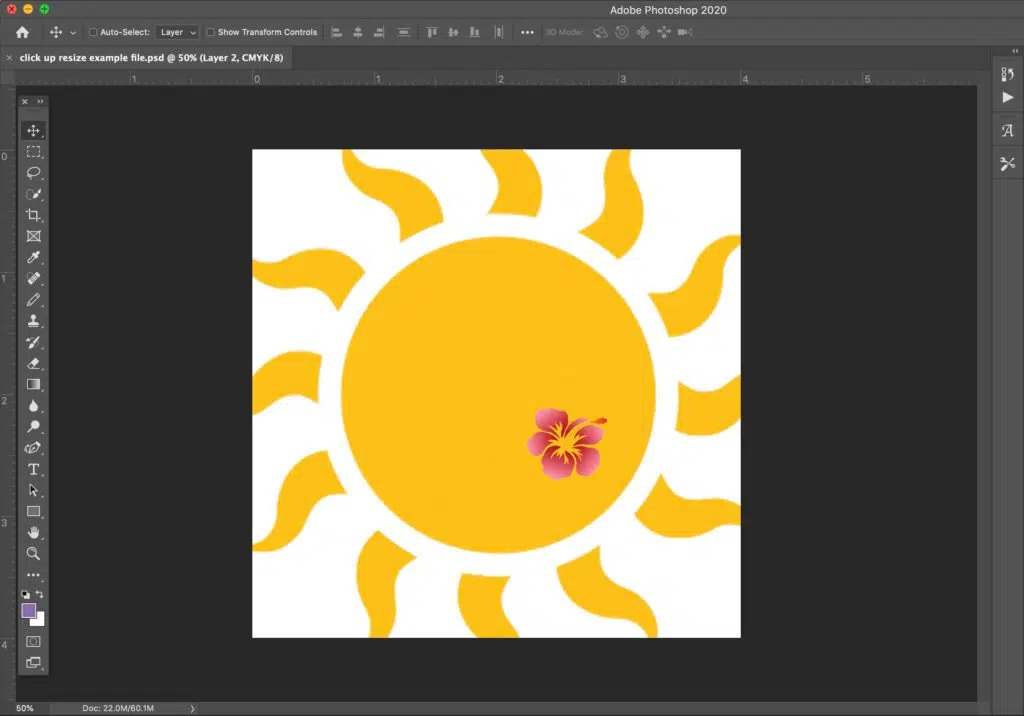 Adobe Photoshop 2020
Auto-Select: Layer Show Transform Controls 3D Mode:
click up resize example file.psd @ 50% (Layer 2, CMYK/8)
1 0 1 2 3 4 5
0
1
2
3
4
50% Doc: 22.0M/60.1M